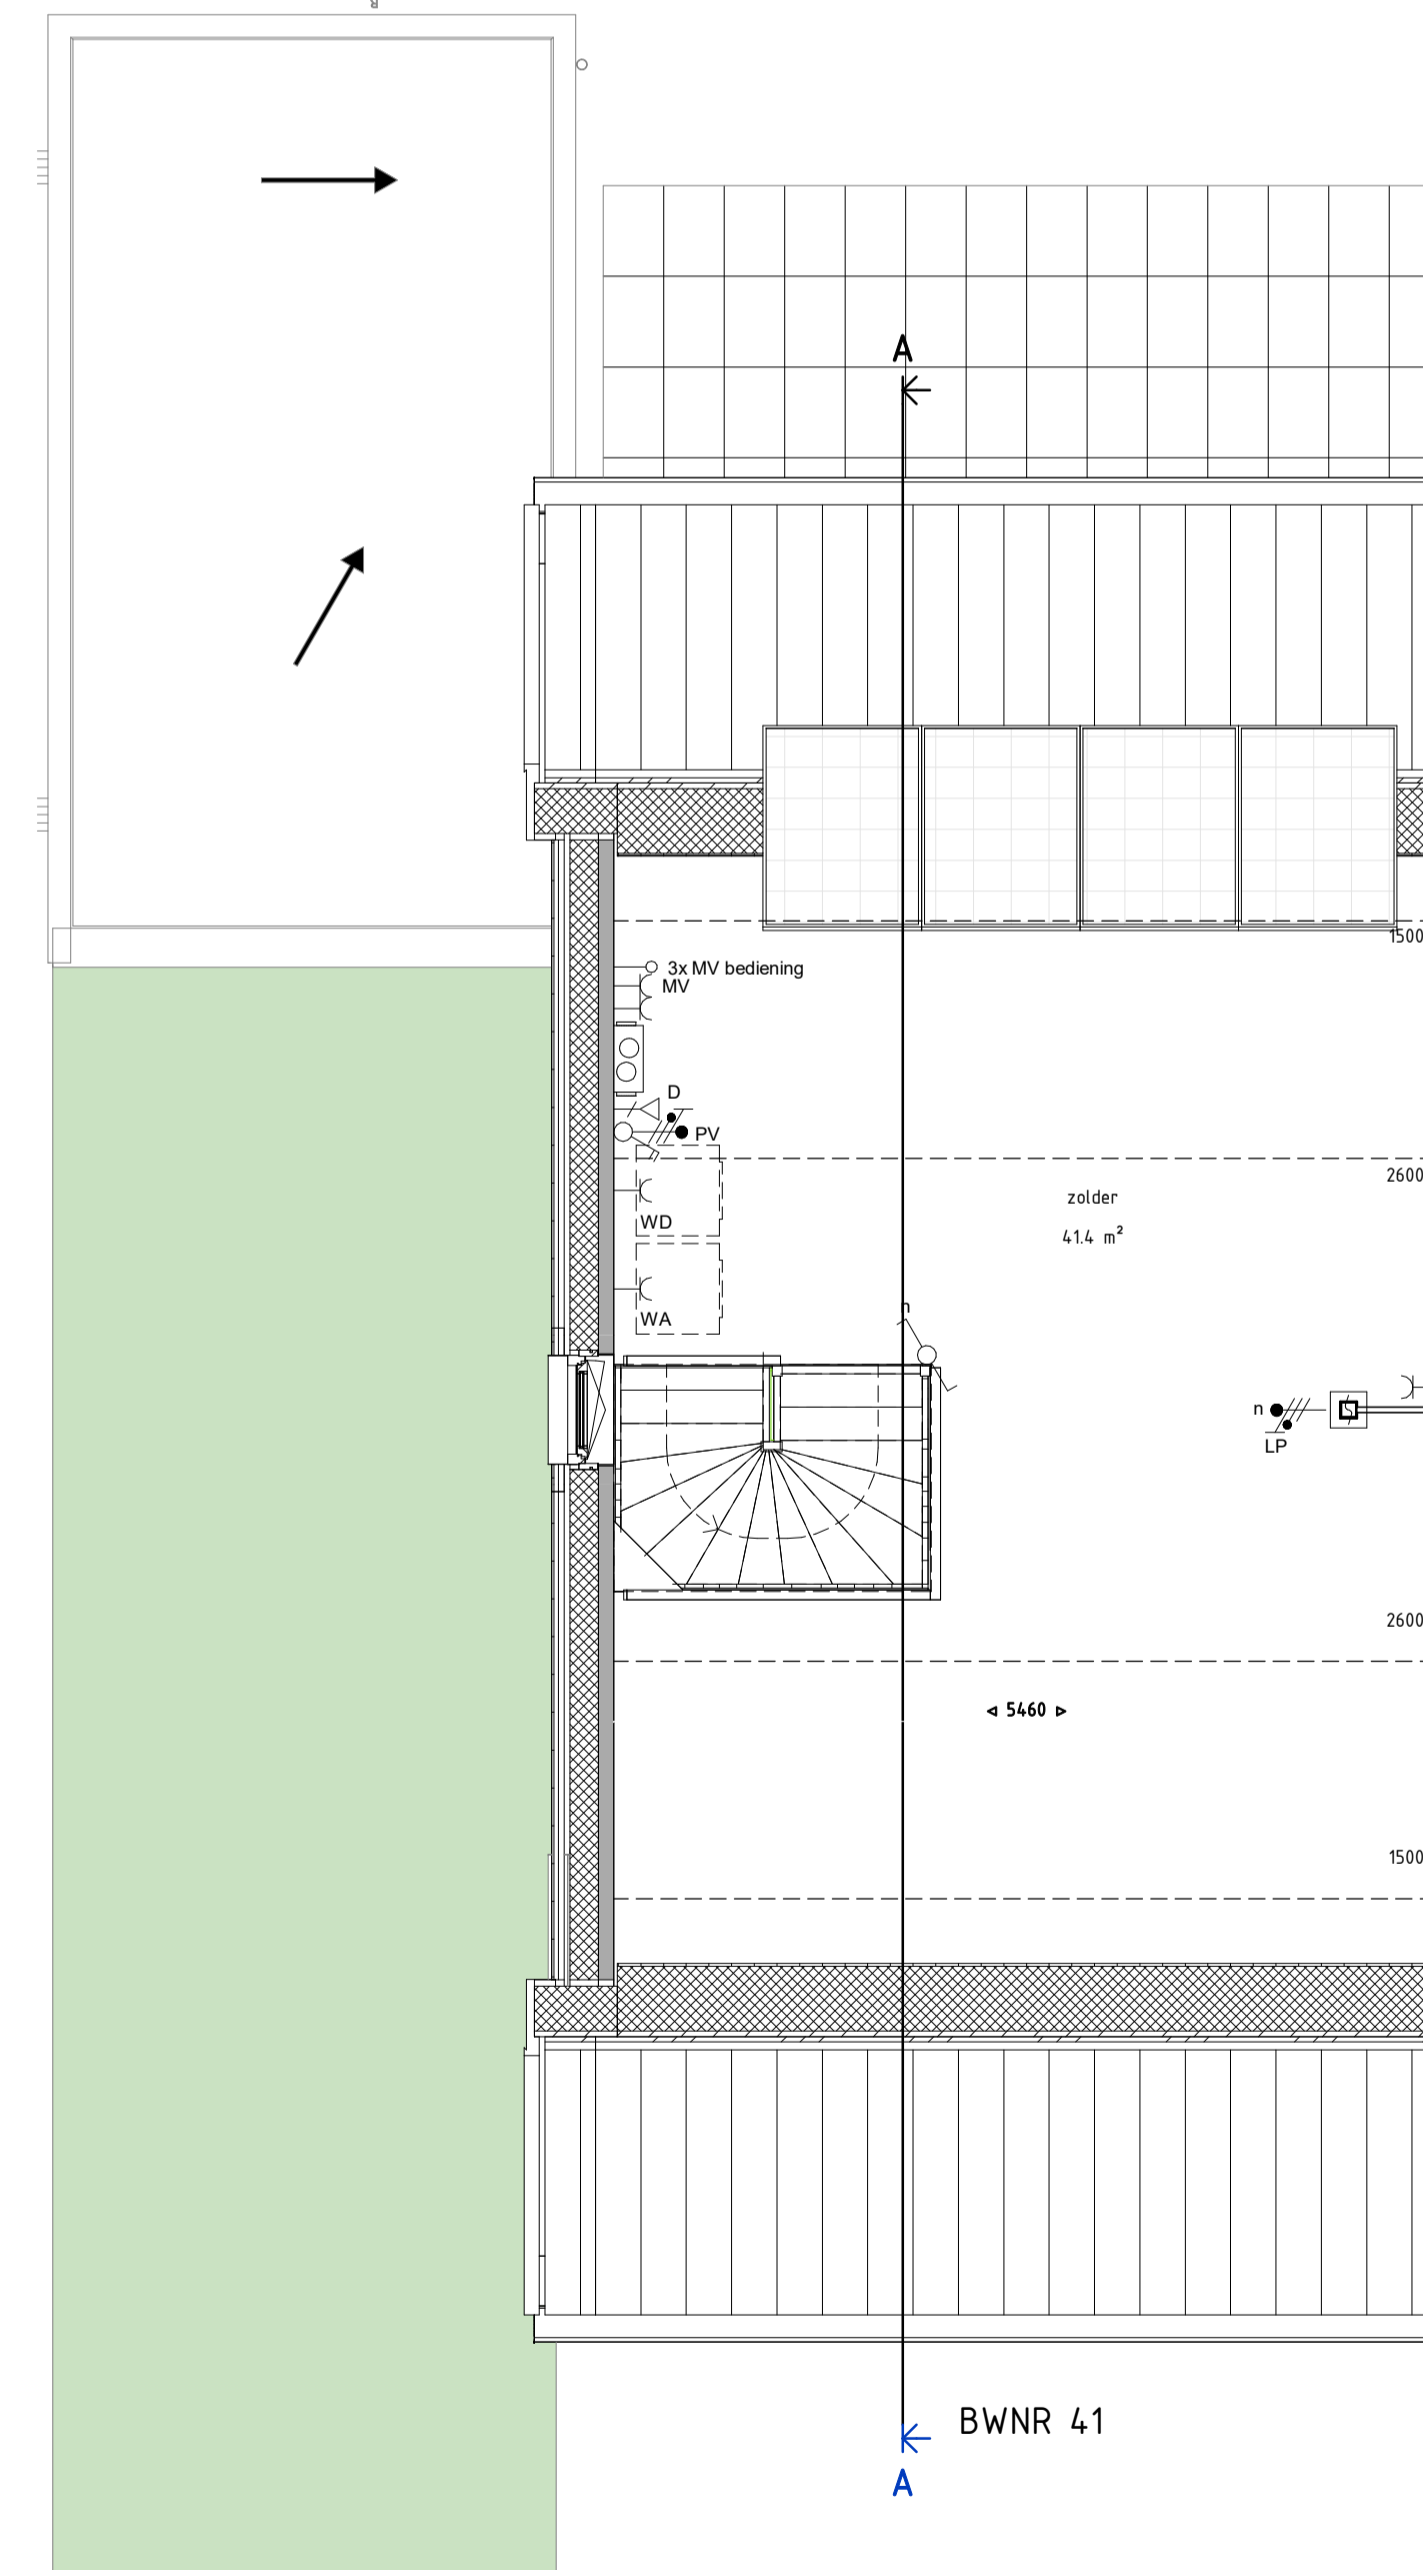 R
A
1500
3x MV bediening
MV
D
PV
2600
zolder
41.4 m²
WD
WA
n
n
LP
2600
◁ 5460 ▷
1500
BWNR 41
A